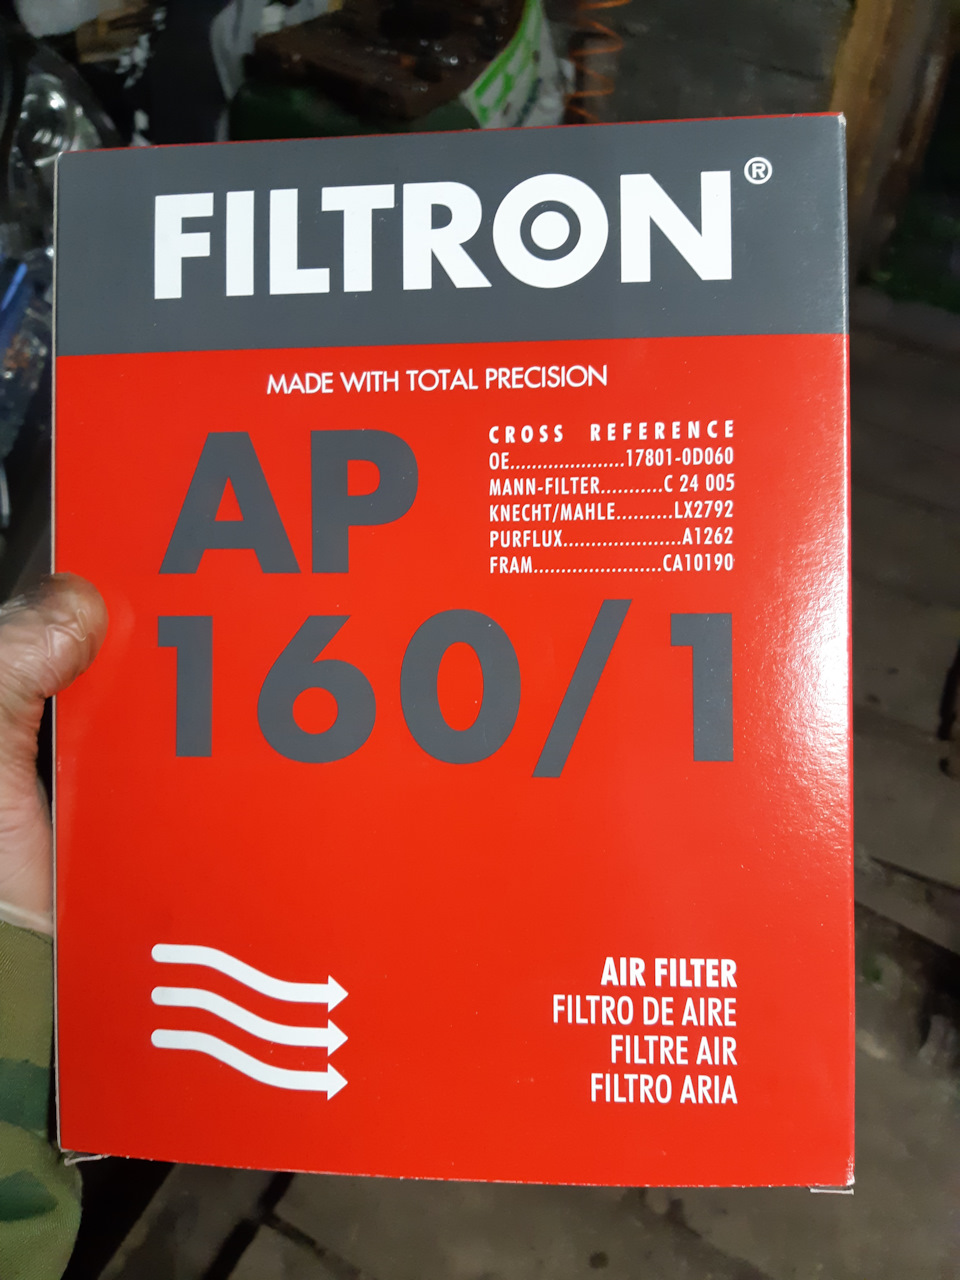 FILTRON®
MADE WITH TOTAL PRECISION
AP
160/1
CROSS REFERENCE
OE.....................17801-0D060
MANN-FILTER...........C 24 005
KNECHT/MAHLE..........LX2792
PURFLUX.....................A1262
FRAM.......................CA10190
AIR FILTER
FILTRO DE AIRE
FILTRE AIR
FILTRO ARIA